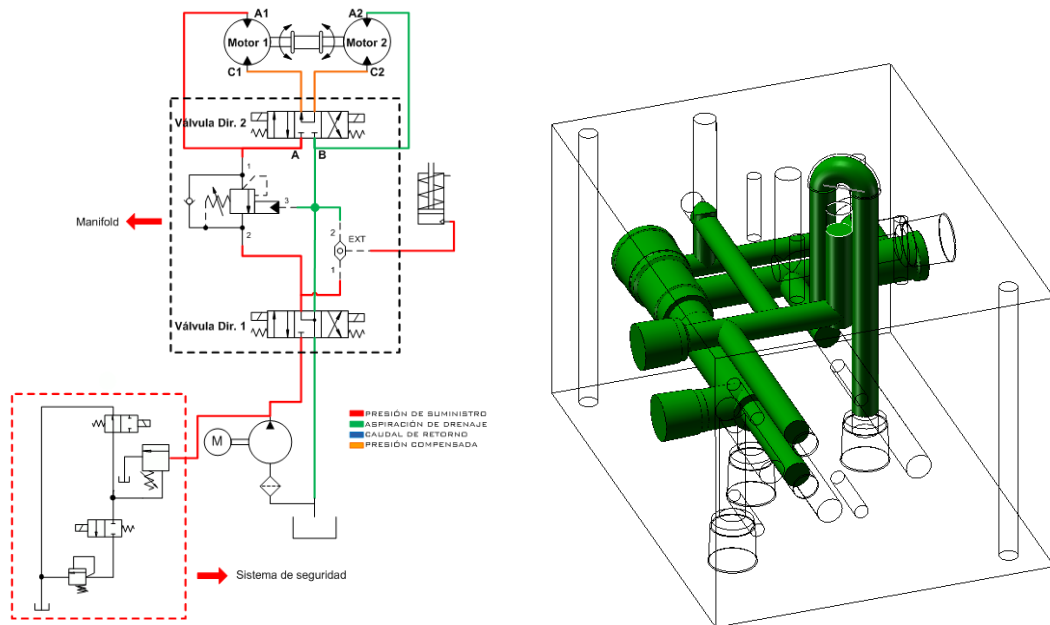 A1 A2
Motor 1 Motor 2
C1 C2
Válvula Dir. 2
A B
1
3
Manifold
2 EXT
2
1
Válvula Dir. 1
PRESIÓN DE SUMINISTRO
ASPIRACIÓN DE DRENAJE
CAUDAL DE RETORNO
PRESIÓN COMPENSADA
M
Sistema de seguridad